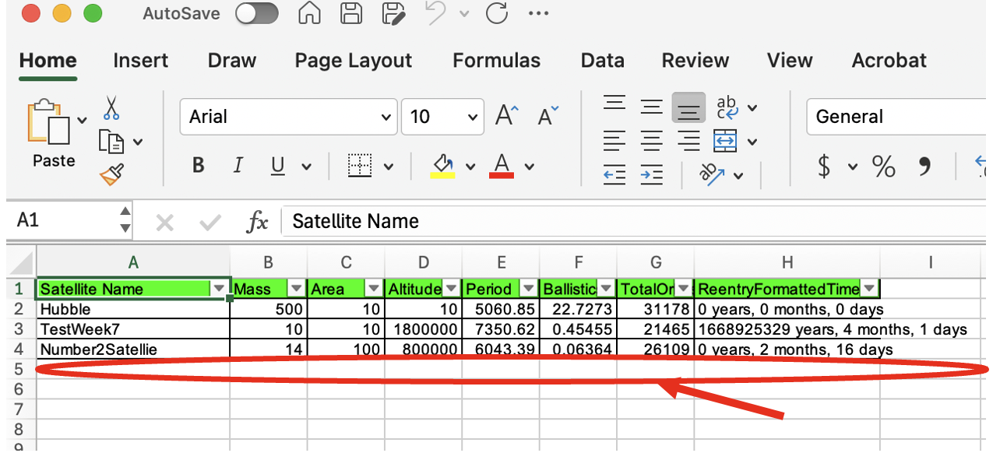 AutoSave
Home Insert Draw Page Layout Formulas Data Review View Acrobat
Paste
Arial 10 A A ab c General
B I U A ab $ % ,
A1 fx Satellite Name
A B C D E F G H I
1 Satellite Name Mass Area Altitude Period Ballistic TotalOr ReentryFormattedTime
2 Hubble 500 10 10 5060.85 22.7273 31178 0 years, 0 months, 0 days
3 TestWeek7 10 10 1800000 7350.62 0.45455 21465 1668925329 years, 4 months, 1 days
4 Number2Satellie 14 100 800000 6043.39 0.06364 26109 0 years, 2 months, 16 days
5
6
7
8
9